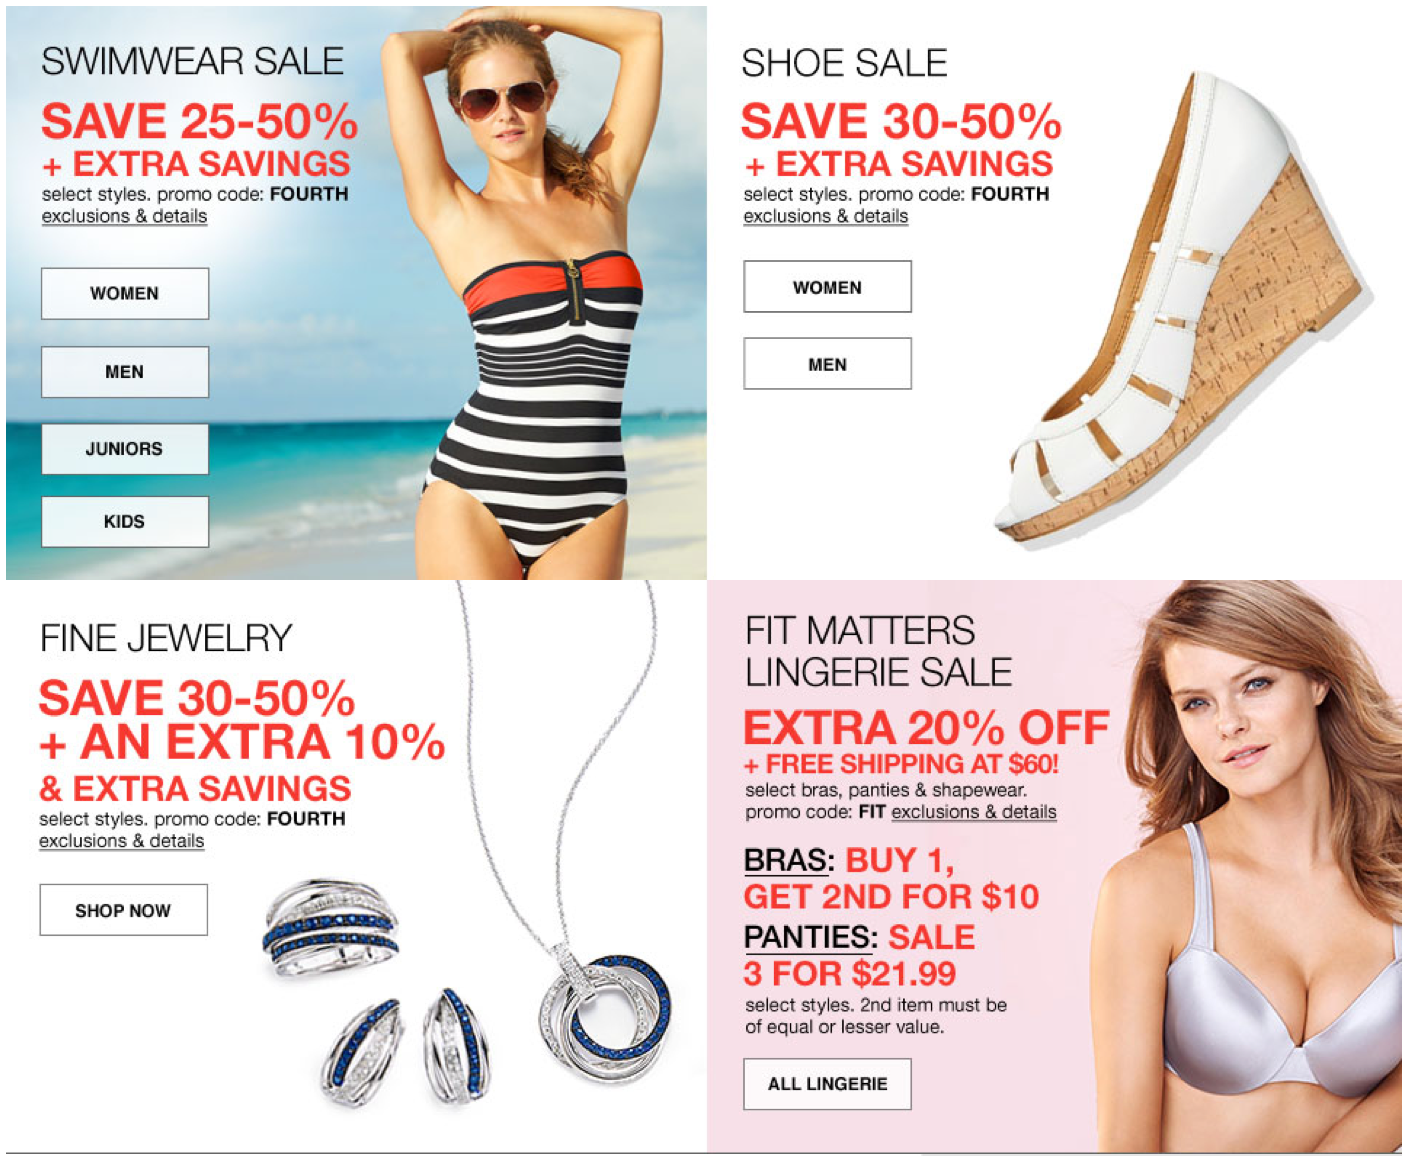 SWIMWEAR SALE
SAVE 25-50%
+ EXTRA SAVINGS
select styles. promo code: FOURTH
exclusions & details
WOMEN
MEN
JUNIORS
KIDS
SHOE SALE
SAVE 30-50%
+ EXTRA SAVINGS
select styles. promo code: FOURTH
exclusions & details
WOMEN
MEN
FINE JEWELRY
SAVE 30-50%
+ AN EXTRA 10%
& EXTRA SAVINGS
select styles. promo code: FOURTH
exclusions & details
SHOP NOW
FIT MATTERS
LINGERIE SALE
EXTRA 20% OFF
+ FREE SHIPPING AT $60!
select bras, panties & shapewear.
promo code: FIT exclusions & details
BRAS: BUY 1,
GET 2ND FOR $10
PANTIES: SALE
3 FOR $21.99
select styles. 2nd item must be
of equal or lesser value.
ALL LINGERIE